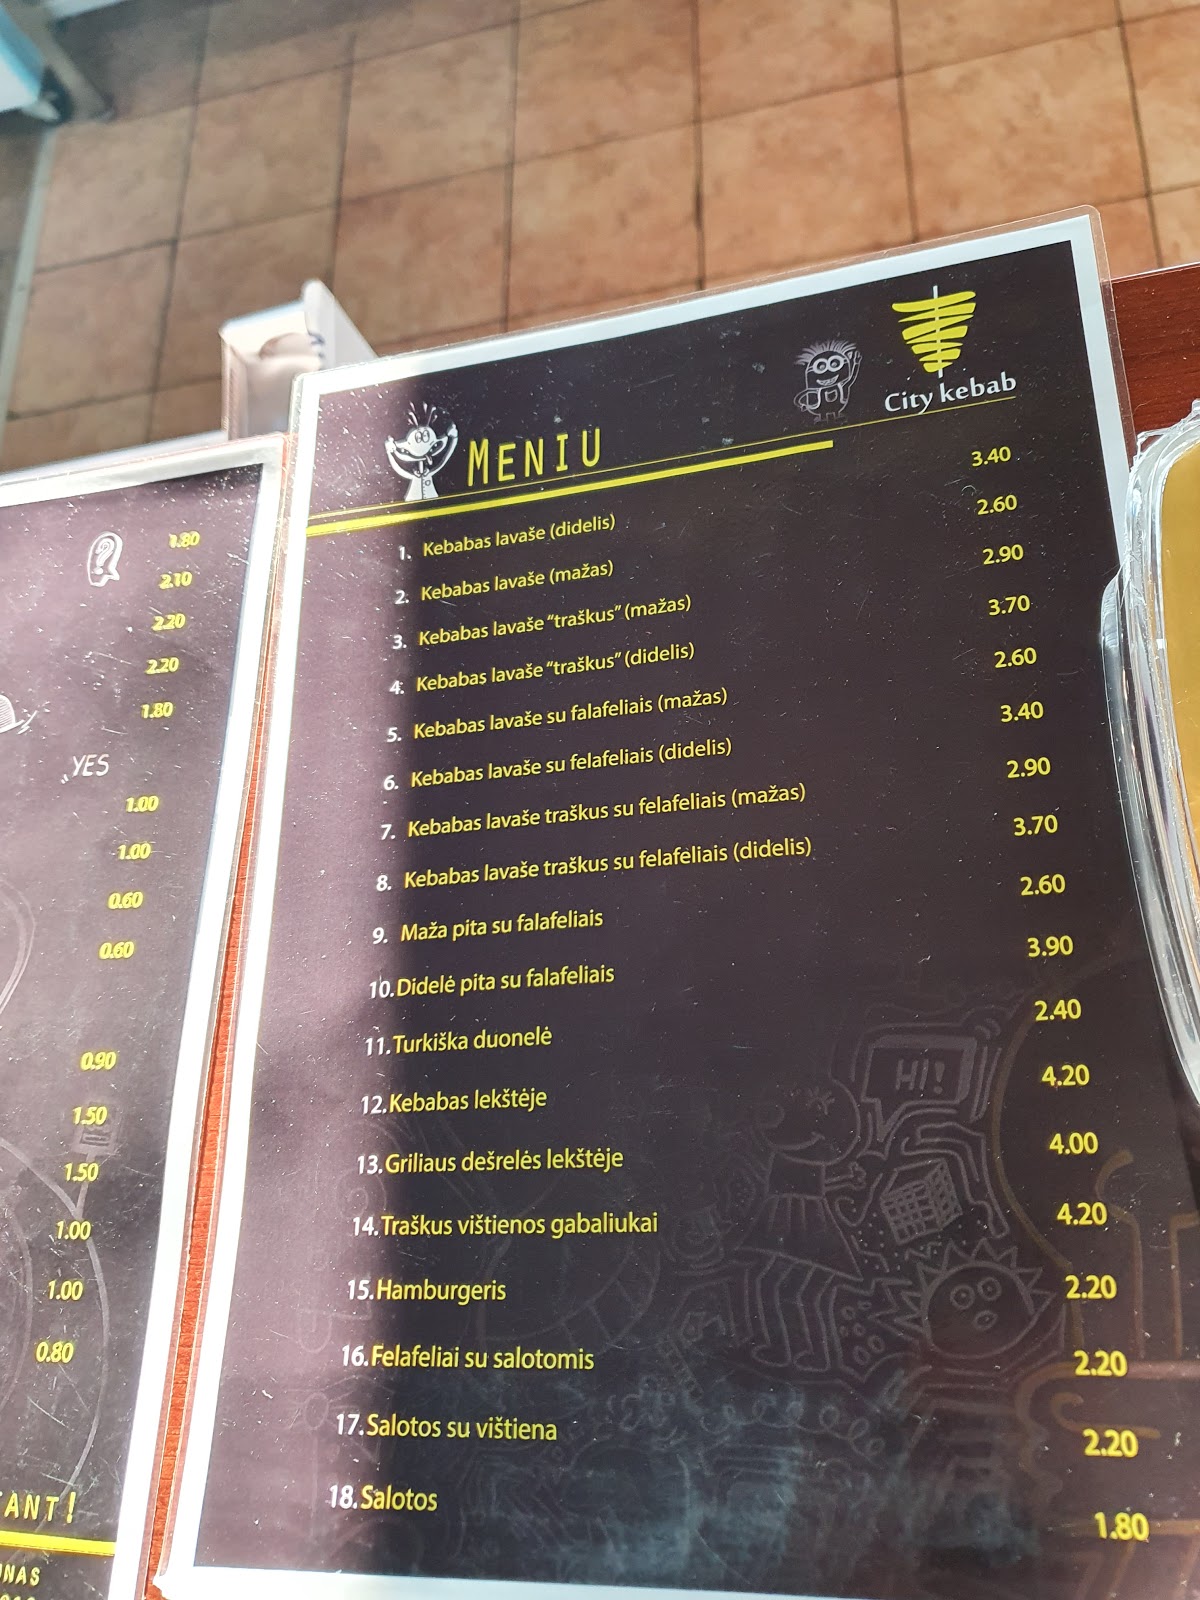 City kebab
MENIU
1. Kebabas lavaše (didelis) 3.40
2. Kebabas lavaše (mažas) 2.60
3. Kebabas lavaše “traškus” (mažas) 2.90
4. Kebabas lavaše “traškus” (didelis) 3.70
5. Kebabas lavaše su falafeliais (mažas) 2.60
6. Kebabas lavaše su felafeliais (didelis) 3.40
7. Kebabas lavaše traškus su felafeliais (mažas) 2.90
8. Kebabas lavaše traškus su felafeliais (didelis) 3.70
9. Maža pita su falafeliais 2.60
10. Didelė pita su falafeliais 3.90
11. Turkiška duonelė 2.40
12. Kebabas lekštėje 4.20
13. Griliaus dešrelės lekštėje 4.00
14. Traškus vištienos gabaliukai 4.20
15. Hamburgeris 2.20
16. Felafeliai su salotomis 2.20
17. Salotos su vištiena 2.20
18. Salotos 1.80
HI!
?
1.80
2.10
2.20
2.20
1.80
YES
1.00
1.00
0.60
0.60
0.90
1.50
1.50
1.00
1.00
0.80
TANT!